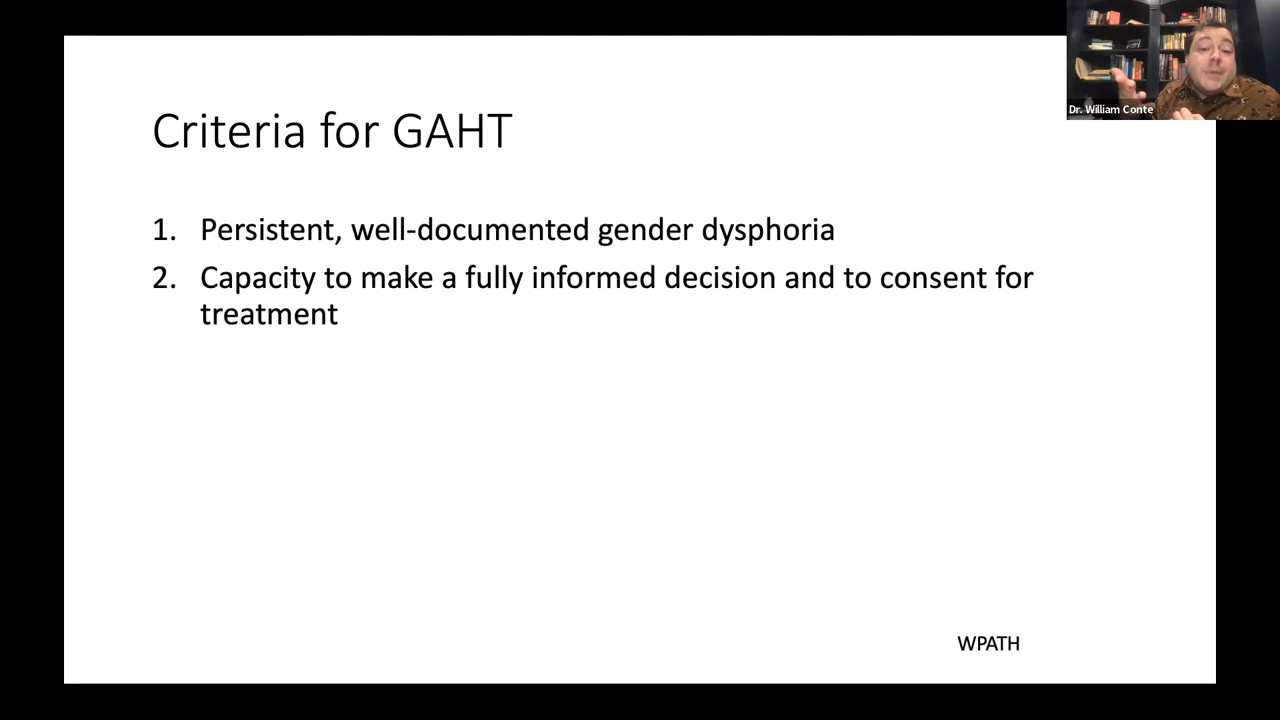 Dr. William Conte
Criteria for GAHT
1. Persistent, well-documented gender dysphoria
2. Capacity to make a fully informed decision and to consent for
treatment
WPATH